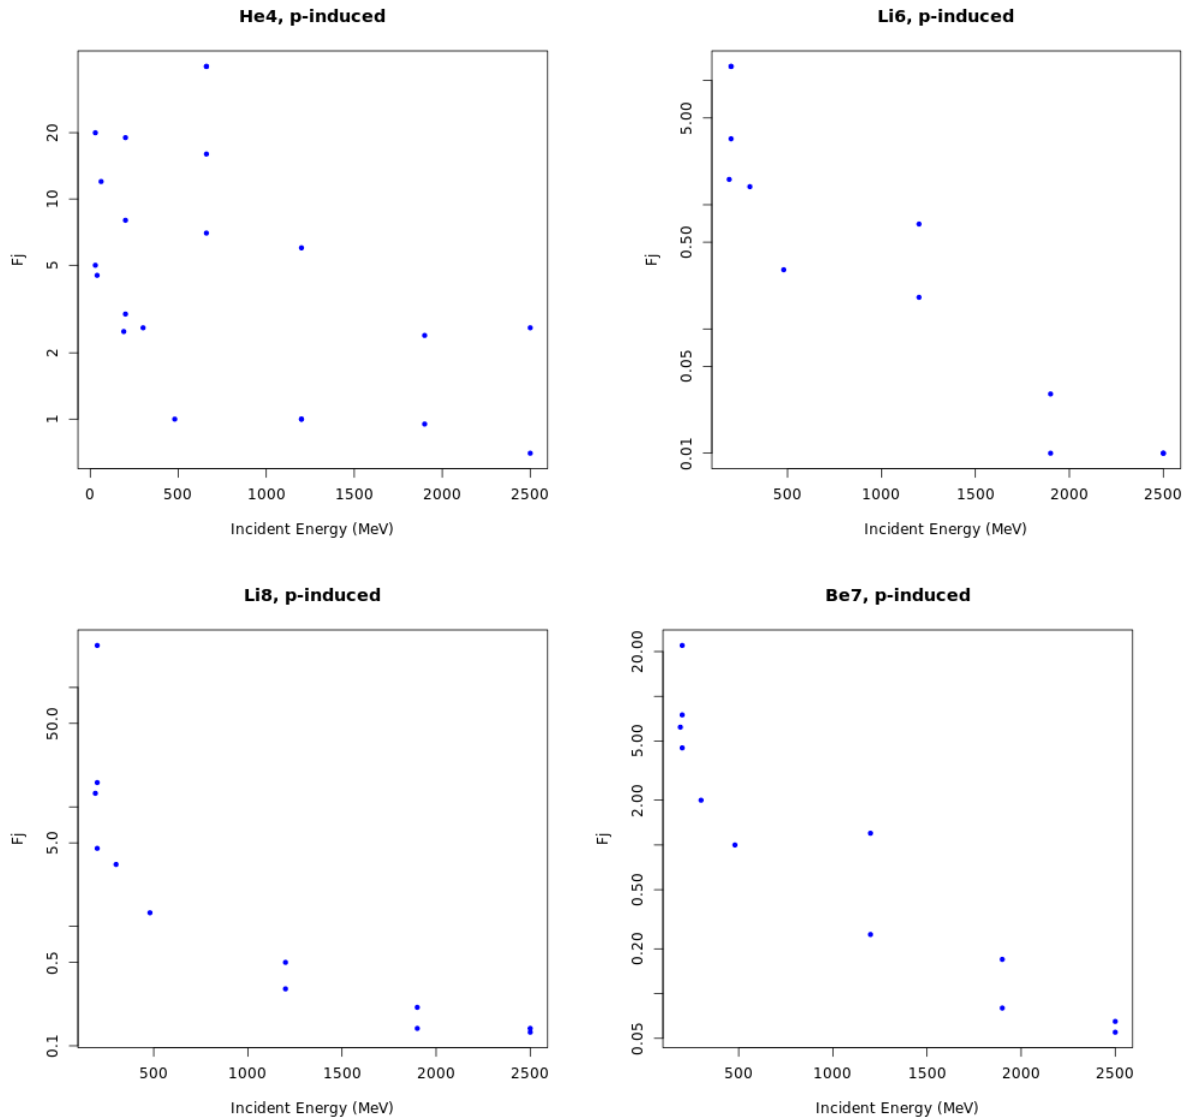 He4, p-induced
20
10
5
2
1
Fj
0 500 1000 1500 2000 2500
Incident Energy (MeV)
Li6, p-induced
5.00
0.50
0.05
0.01
Fj
500 1000 1500 2000 2500
Incident Energy (MeV)
Li8, p-induced
50.0
5.0
0.5
0.1
Fj
500 1000 1500 2000 2500
Incident Energy (MeV)
Be7, p-induced
20.00
5.00
2.00
0.50
0.20
0.05
Fj
500 1000 1500 2000 2500
Incident Energy (MeV)